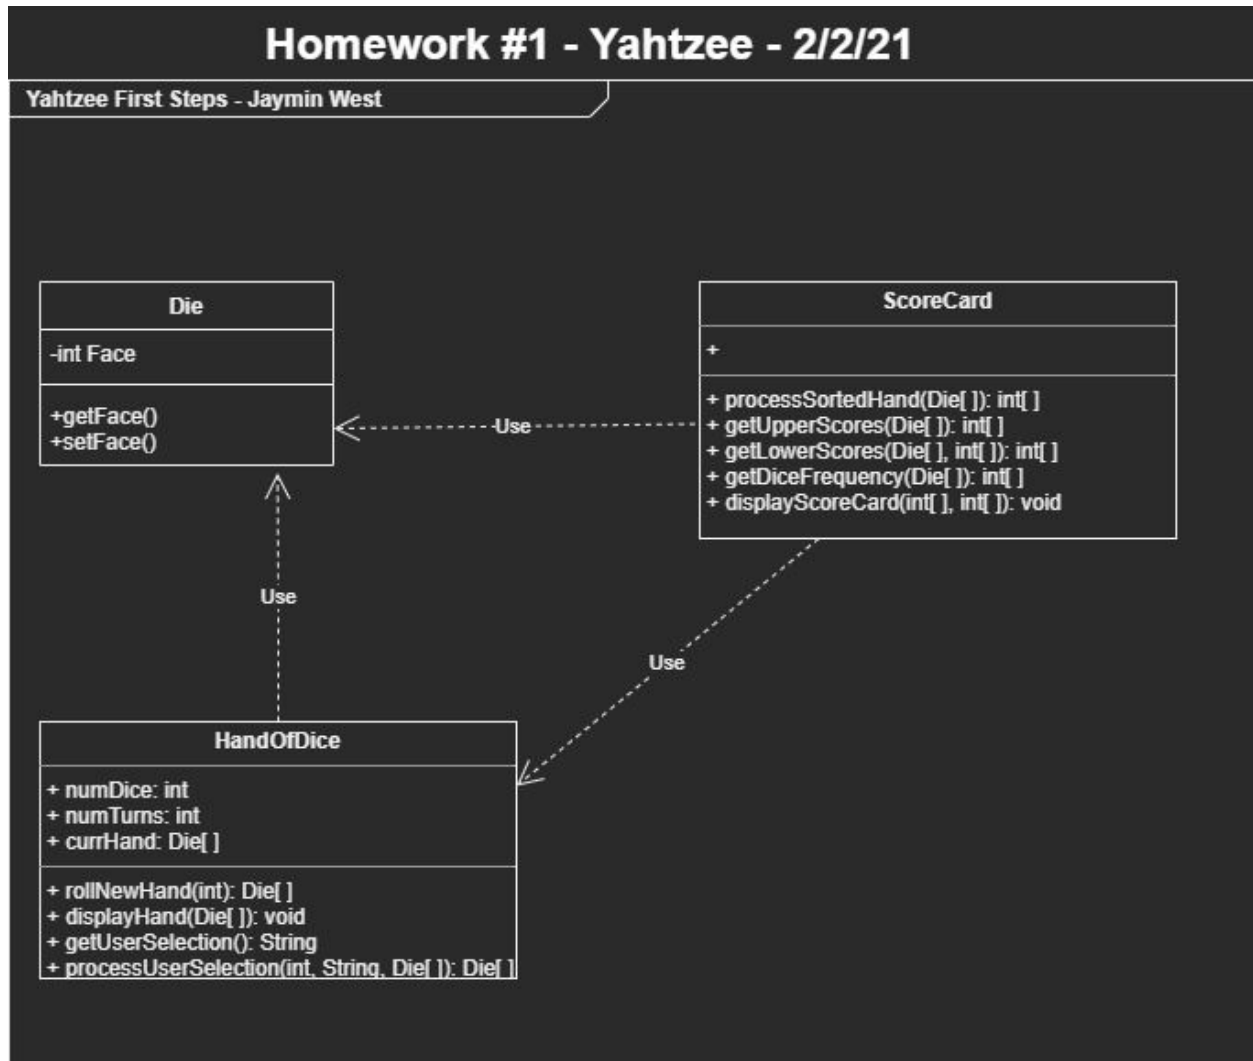 Homework #1 - Yahtzee - 2/2/21
Yahtzee First Steps - Jaymin West
Die
-int Face
+getFace()
+setFace()
ScoreCard
+
+ processSortedHand(Die[ ]): int[ ]
+ getUpperScores(Die[ ]): int[ ]
+ getLowerScores(Die[ ], int[ ]): int[ ]
+ getDiceFrequency(Die[ ]): int[ ]
+ displayScoreCard(int[ ], int[ ]): void
Use
Use
Use
HandOfDice
+ numDice: int
+ numTurns: int
+ currHand: Die[ ]
+ rollNewHand(int): Die[ ]
+ displayHand(Die[ ]): void
+ getUserSelection(): String
+ processUserSelection(int, String, Die[ ]): Die[ ]